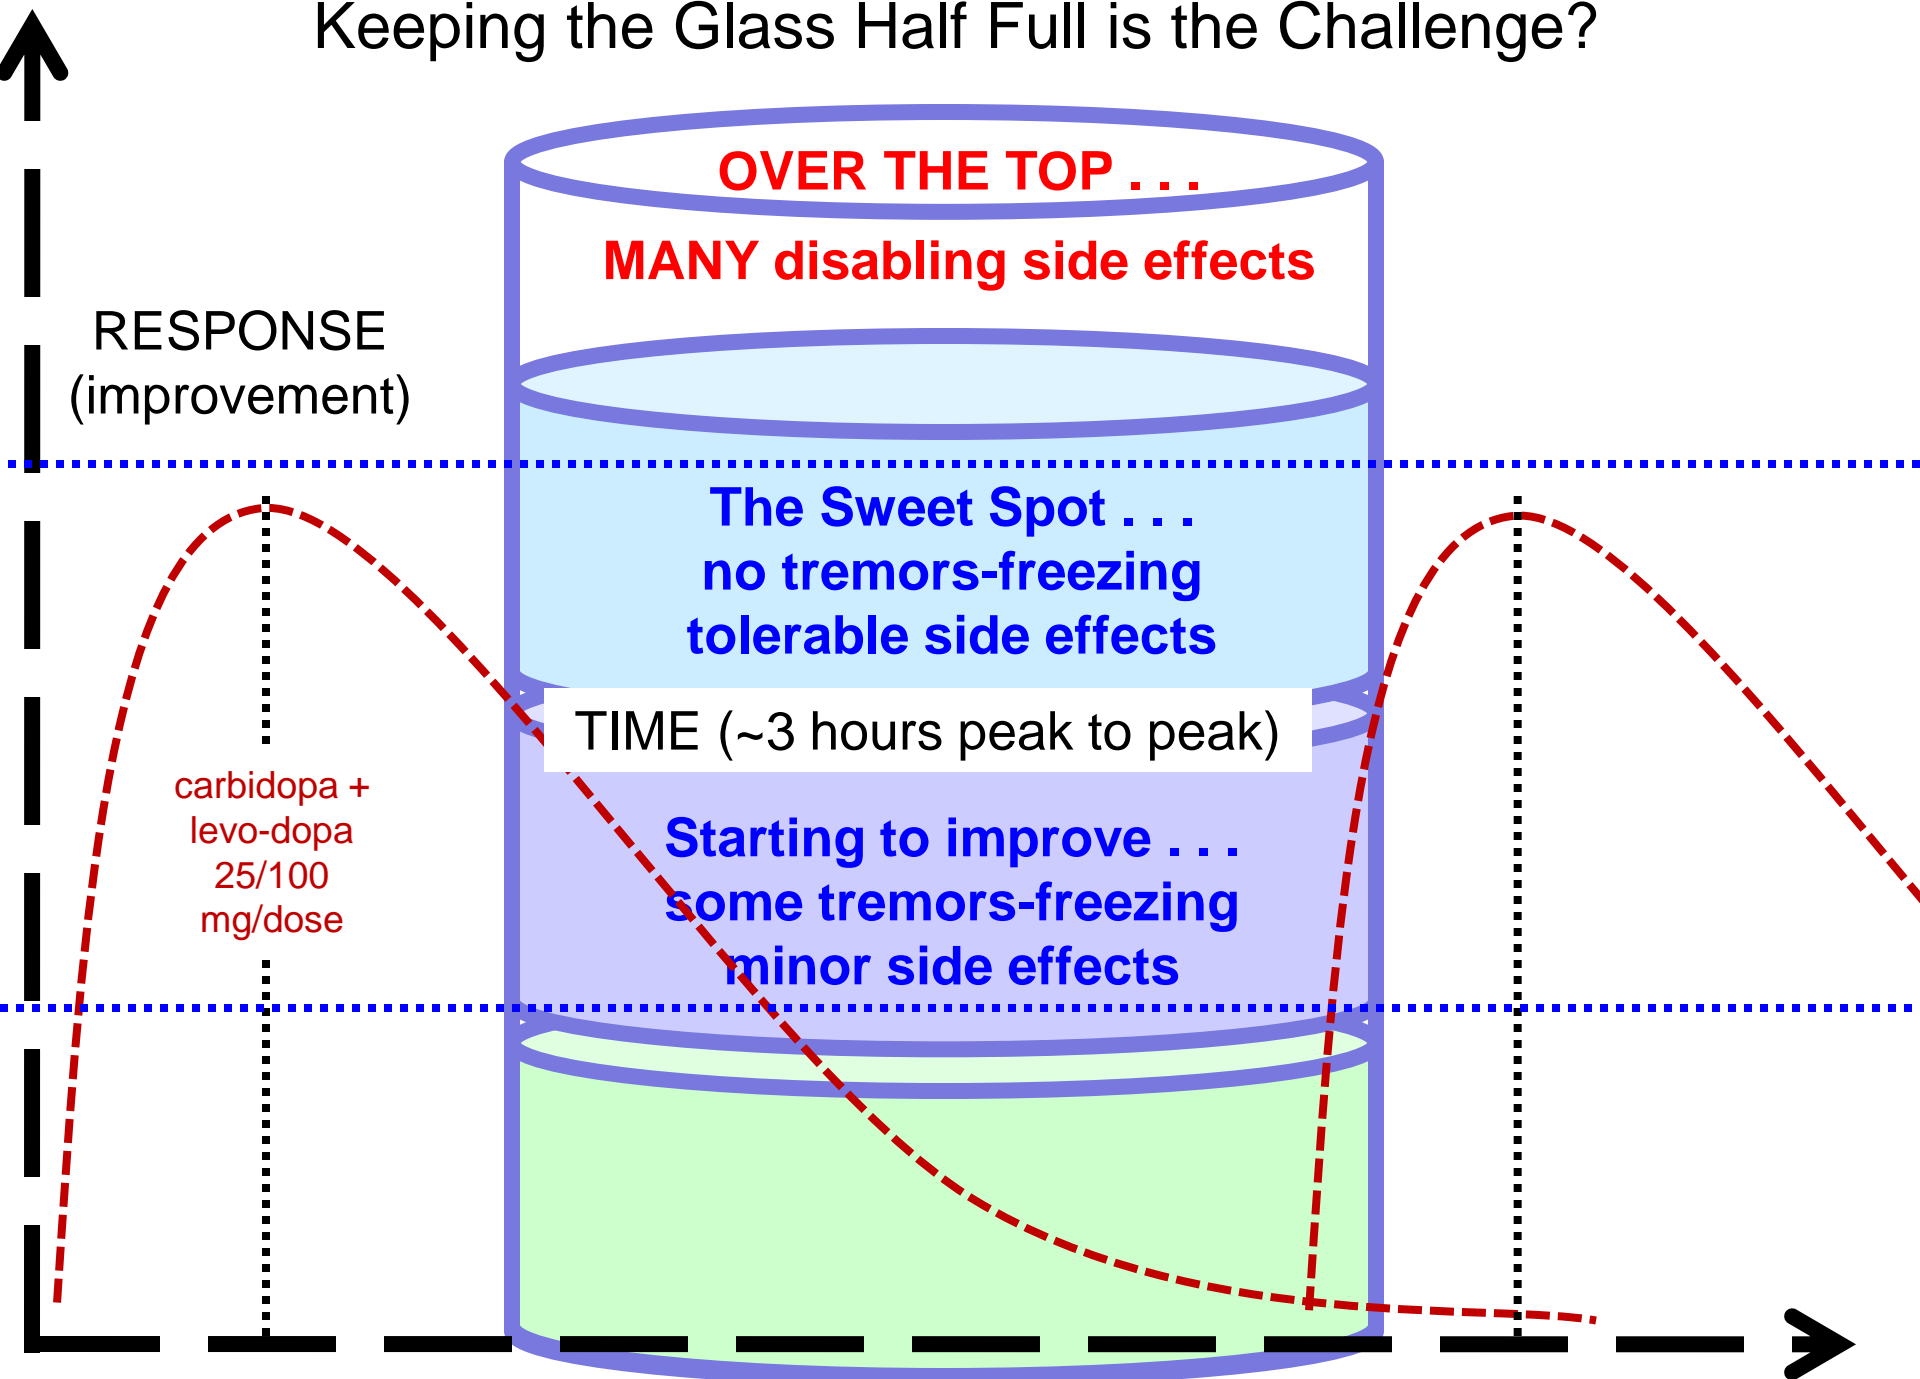 Keeping the Glass Half Full is the Challenge?
OVER THE TOP . . .
MANY disabling side effects
RESPONSE
(improvement)
The Sweet Spot . . .
no tremors-freezing
tolerable side effects
TIME (~3 hours peak to peak)
carbidopa +
levo-dopa
25/100
mg/dose
Starting to improve . . .
some tremors-freezing
minor side effects